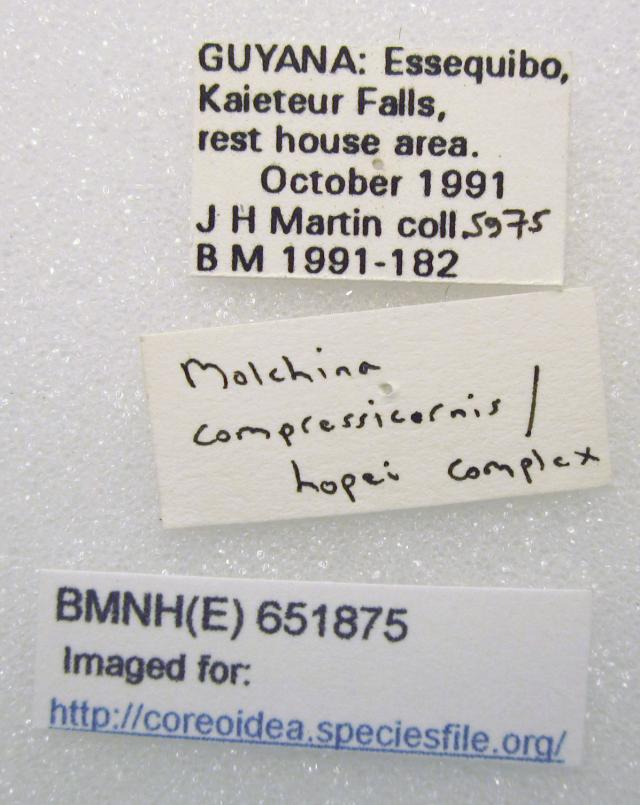 GUYANA: Essequibo,
Kaieteur Falls,
rest house area.
October 1991
J H Martin coll. 5975
B M 1991-182
Molchina
compressicornis /
hopei complex
BMNH(E) 651875
Imaged for:
http://coreoidea.speciesfile.org/